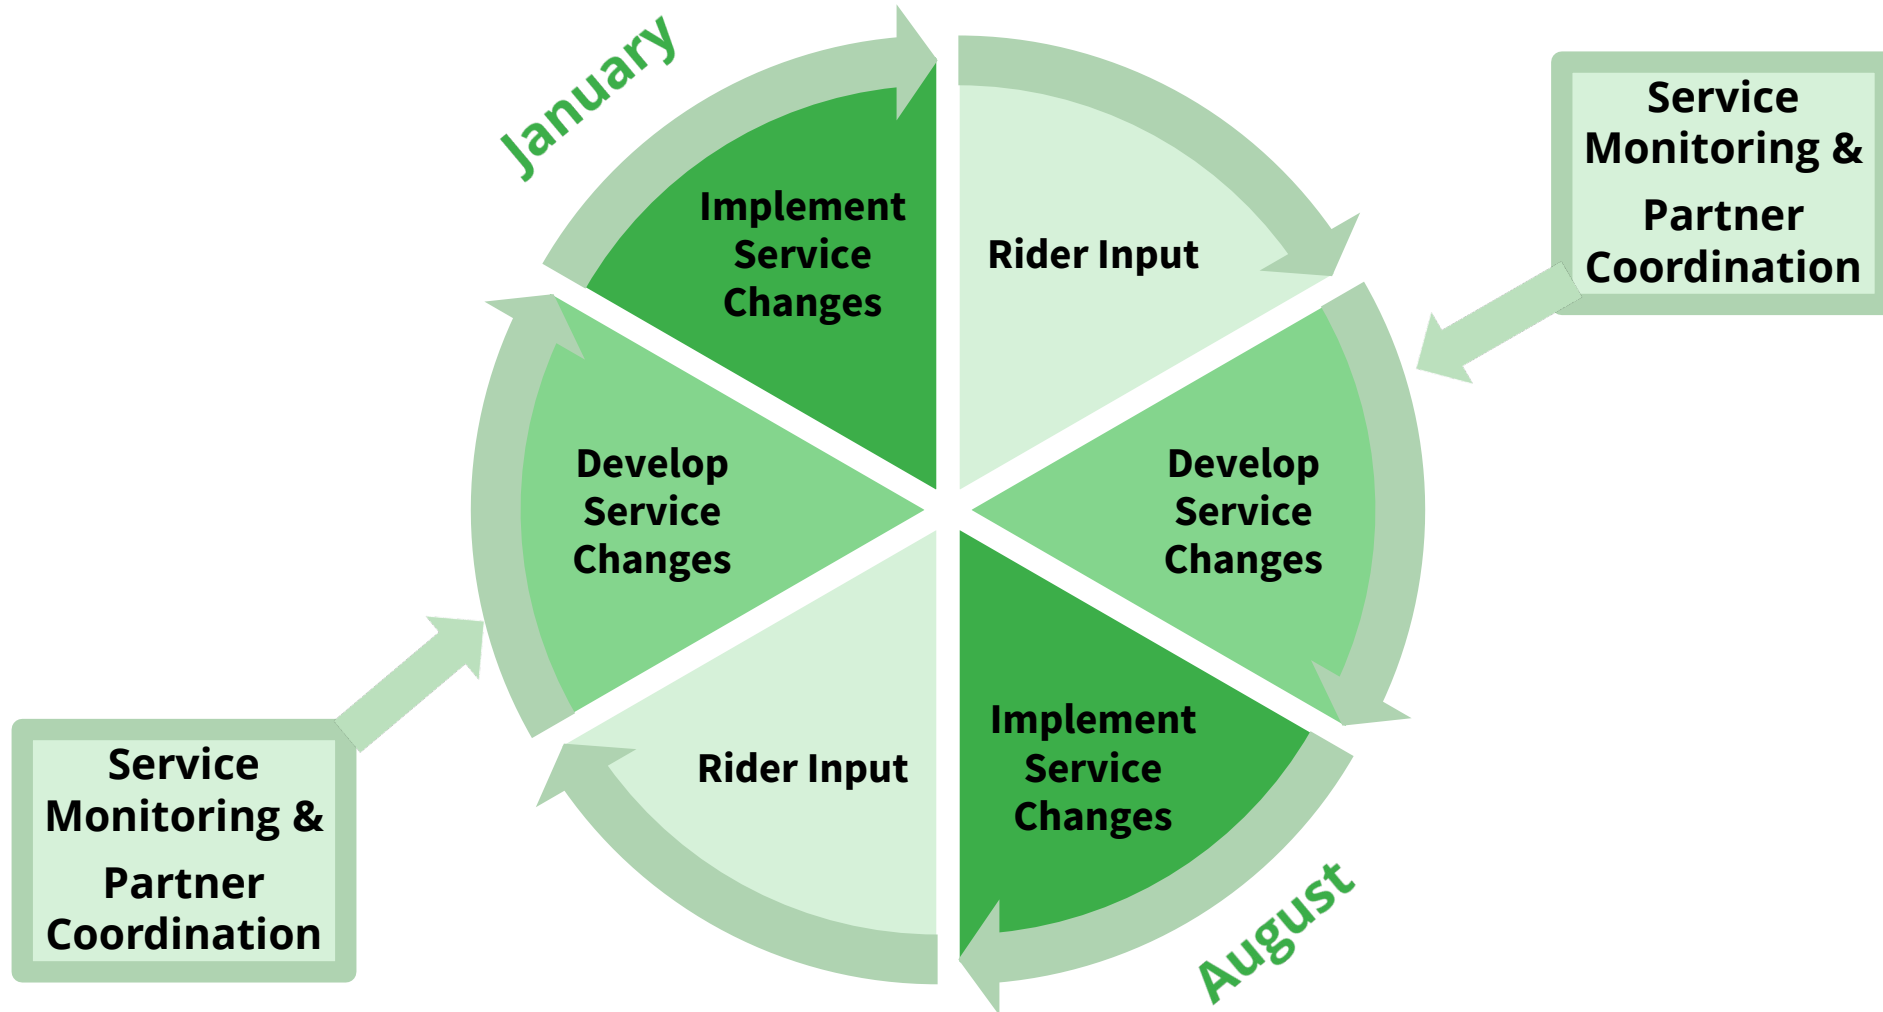 January
Implement
Service
Changes
Rider Input
Service
Monitoring &
Partner
Coordination
Develop
Service
Changes
Develop
Service
Changes
Rider Input
Implement
Service
Changes
August
Service
Monitoring &
Partner
Coordination